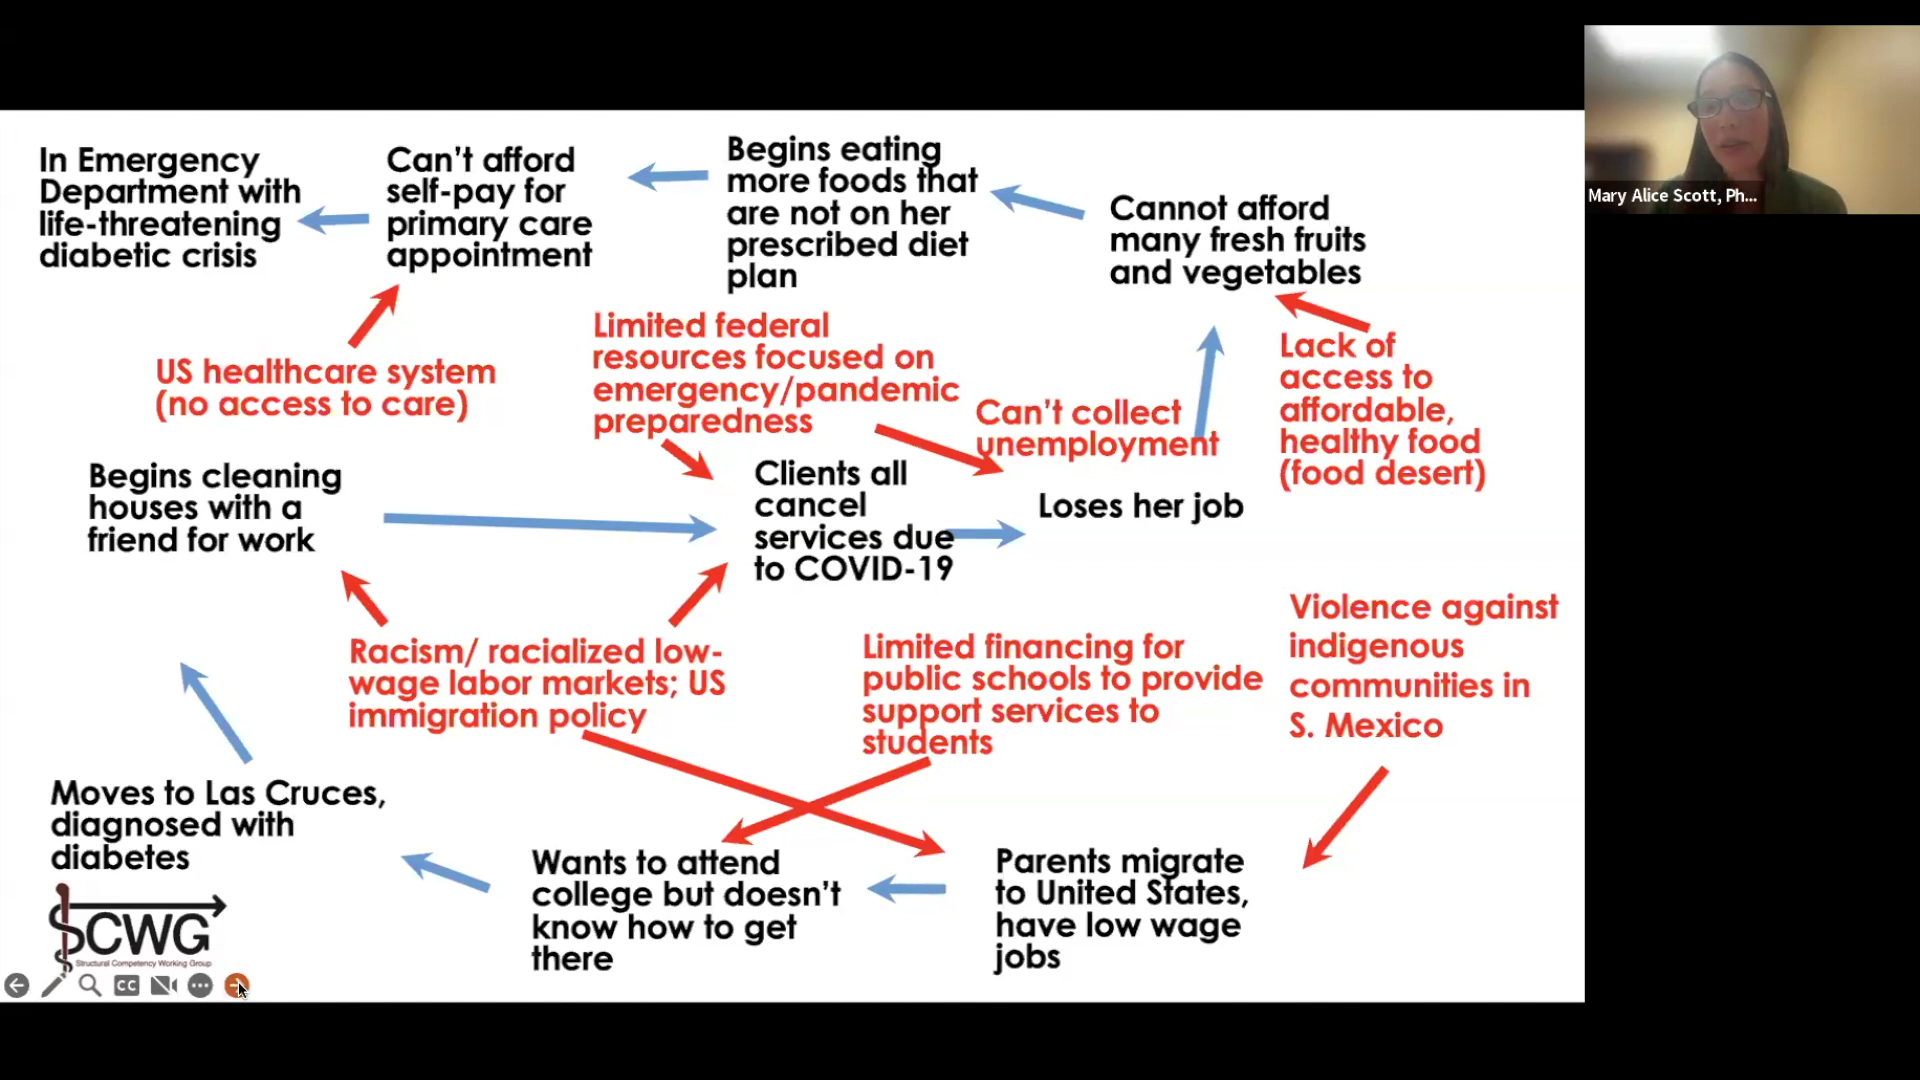 In Emergency
Department with
life-threatening
diabetic crisis
Can't afford
self-pay for
primary care
appointment
Begins eating
more foods that
are not on her
prescribed diet
plan
Cannot afford
many fresh fruits
and vegetables
Mary Alice Scott, Ph...
US healthcare system
(no access to care)
Limited federal
resources focused on
emergency/pandemic
preparedness
Can't collect
unemployment
Lack of
access to
affordable,
healthy food
(food desert)
Begins cleaning
houses with a
friend for work
Clients all
cancel
services due
to COVID-19
Loses her job
Racism/ racialized low-
wage labor markets; US
immigration policy
Limited financing for
public schools to provide
support services to
students
Violence against
indigenous
communities in
S. Mexico
Moves to Las Cruces,
diagnosed with
diabetes
Wants to attend
college but doesn't
know how to get
there
Parents migrate
to United States,
have low wage
jobs
SCWG
Structural Competency Working Group
CC